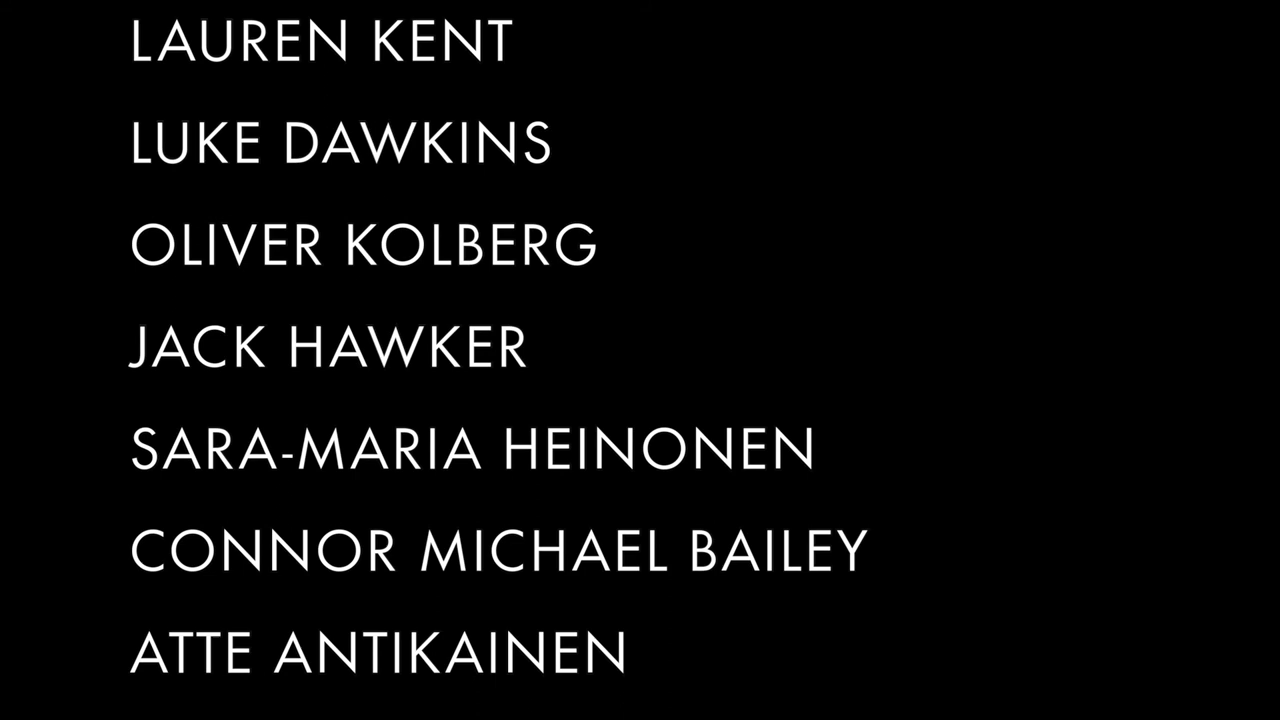 LAUREN KENT
LUKE DAWKINS
OLIVER KOLBERG
JACK HAWKER
SARA-MARIA HEINONEN
CONNOR MICHAEL BAILEY
ATTE ANTIKAINEN